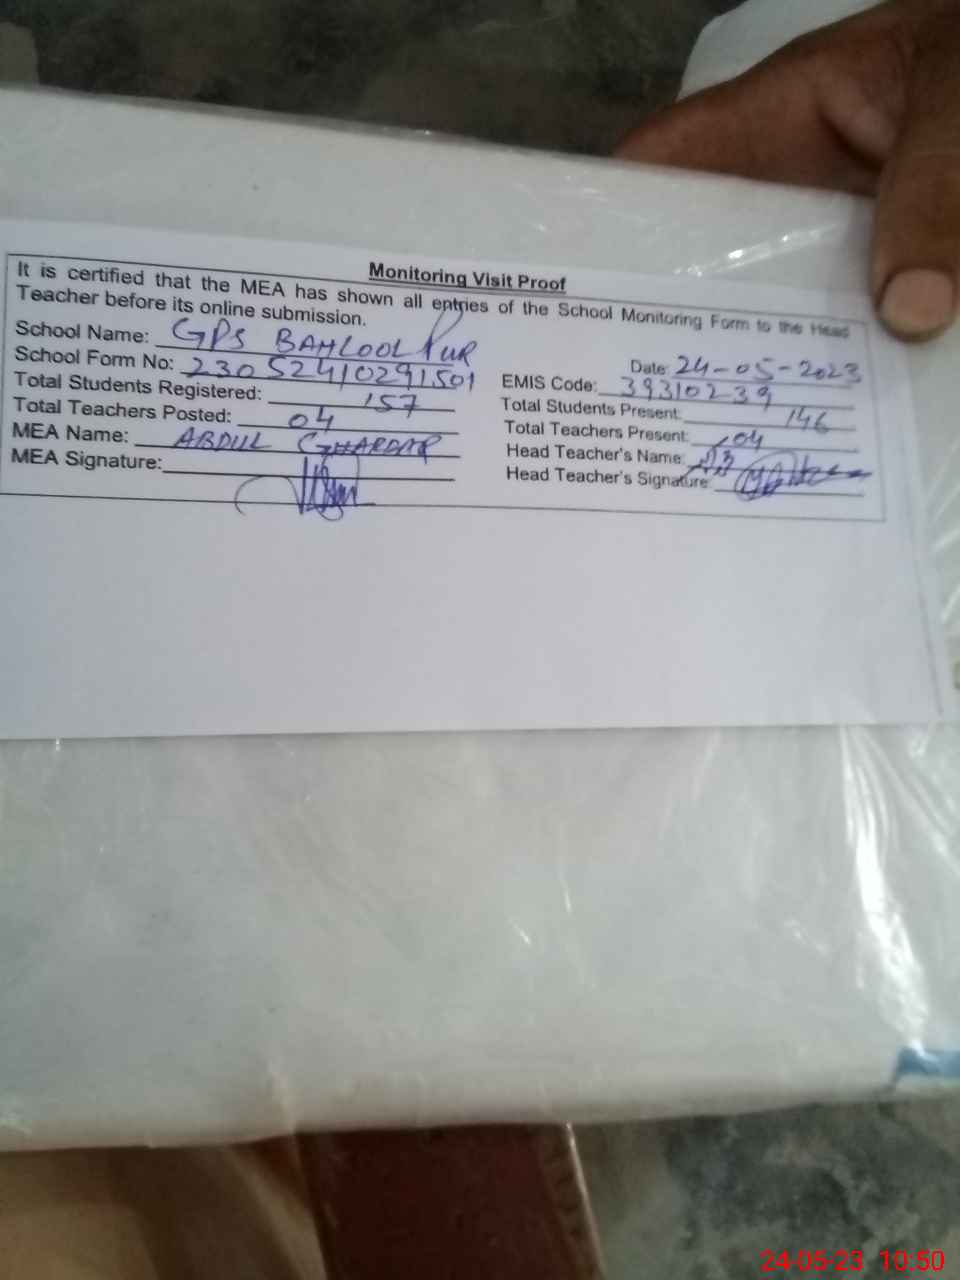 Monitoring Visit Proof
It is certified that the MEA has shown all entries of the School Monitoring Form to the Head
Teacher before its online submission.
School Name: GPS BAHLOOL PUR
Date: 24-05-2023
School Form No: 23052410291501
EMIS Code: 39310239
Total Students Registered: 157
Total Students Present: 146
Total Teachers Posted: 04
Total Teachers Present: 04
MEA Name: ABDUL GHAFFAR
Head Teacher's Name:
MEA Signature:
Head Teacher's Signature:
24-05-23 10:50